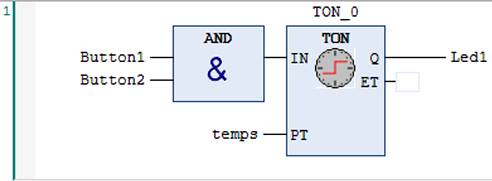 1
TON_0
AND
TON
Button1
&
IN
Q
Led1
Button2
ET
temps
PT